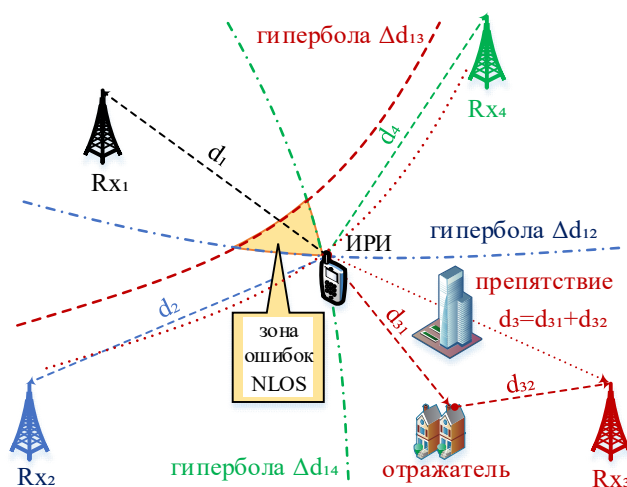 гипербола Δd13
Rx4
Rx1
d1
d4
ИРИ
гипербола Δd12
препятствие
d3=d31+d32
d2
d31
зона
ошибок
NLOS
d32
Rx2
гипербола Δd14
отражатель
Rx3